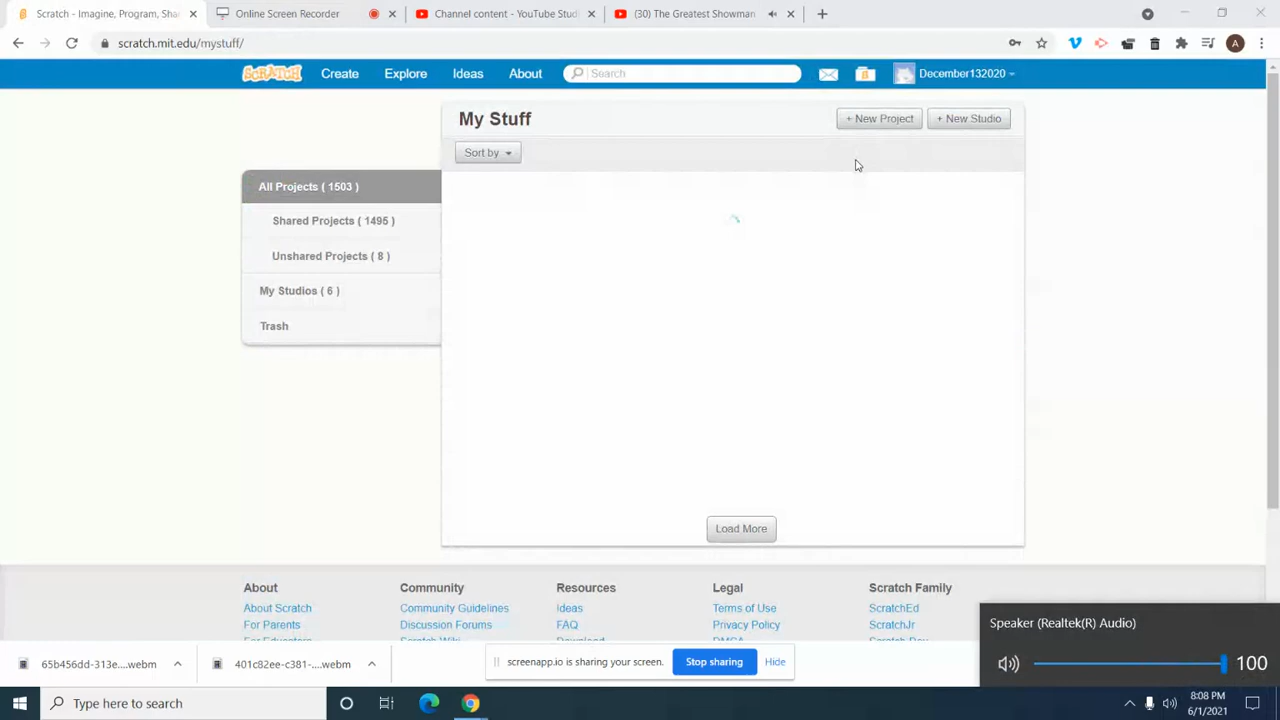 Scratch - Imagine, Program, Sha
Online Screen Recorder
Channel content - YouTube Stud
(30) The Greatest Showman
scratch.mit.edu/mystuff/
A
SCRATCH
Create
Explore
Ideas
About
Search
December132020
My Stuff
+ New Project
+ New Studio
Sort by
All Projects ( 1503 )
Shared Projects ( 1495 )
Unshared Projects ( 8 )
My Studios ( 6 )
Trash
Load More
About
Community
Resources
Legal
Scratch Family
About Scratch
Community Guidelines
Ideas
Terms of Use
ScratchEd
For Parents
Discussion Forums
FAQ
Privacy Policy
ScratchJr
For Educators
Scratch Wiki
Download
DMCA
Scratch Day
Speaker (Realtek(R) Audio)
100
65b456dd-313e....webm
401c82ee-c381-....webm
screenapp.io is sharing your screen.
Stop sharing
Hide
Type here to search
8:08 PM
6/1/2021